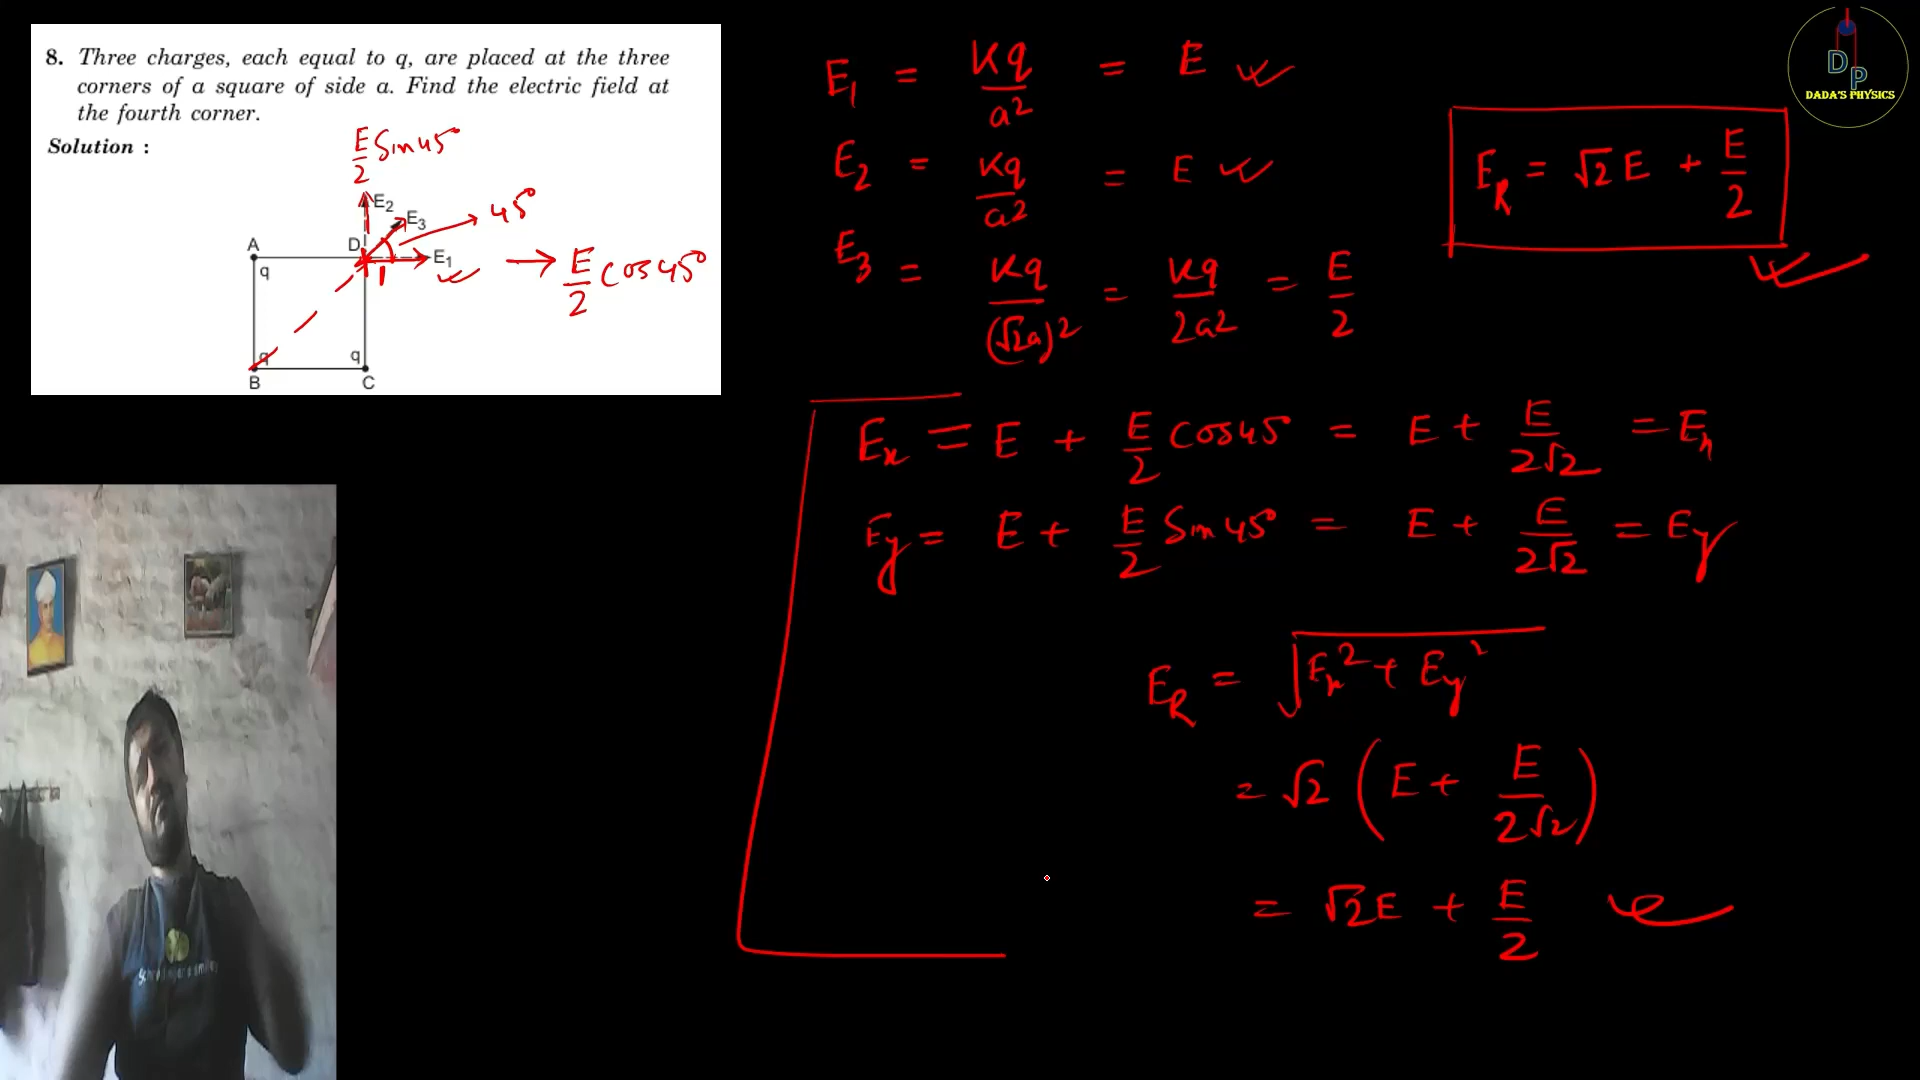 8. Three charges, each equal to q, are placed at the three
corners of a square of side a. Find the electric field at
the fourth corner.
Solution :
E/2 Sin45°
E2
E3
45°
A
D
E1
E/2 Cos45°
q
q
q
B
C
E1 = Kq/a² = E
E2 = Kq/a² = E
E3 = Kq/(√2a)² = Kq/2a² = E/2
ER = √2 E + E/2
Ex = E + E/2 Cos45° = E + E/2√2 = Ex
Ey = E + E/2 Sin45° = E + E/2√2 = Ey
ER = √Ex² + Ey²
= √2 (E + E/2√2)
= √2E + E/2
DP
DADA'S PHYSICS